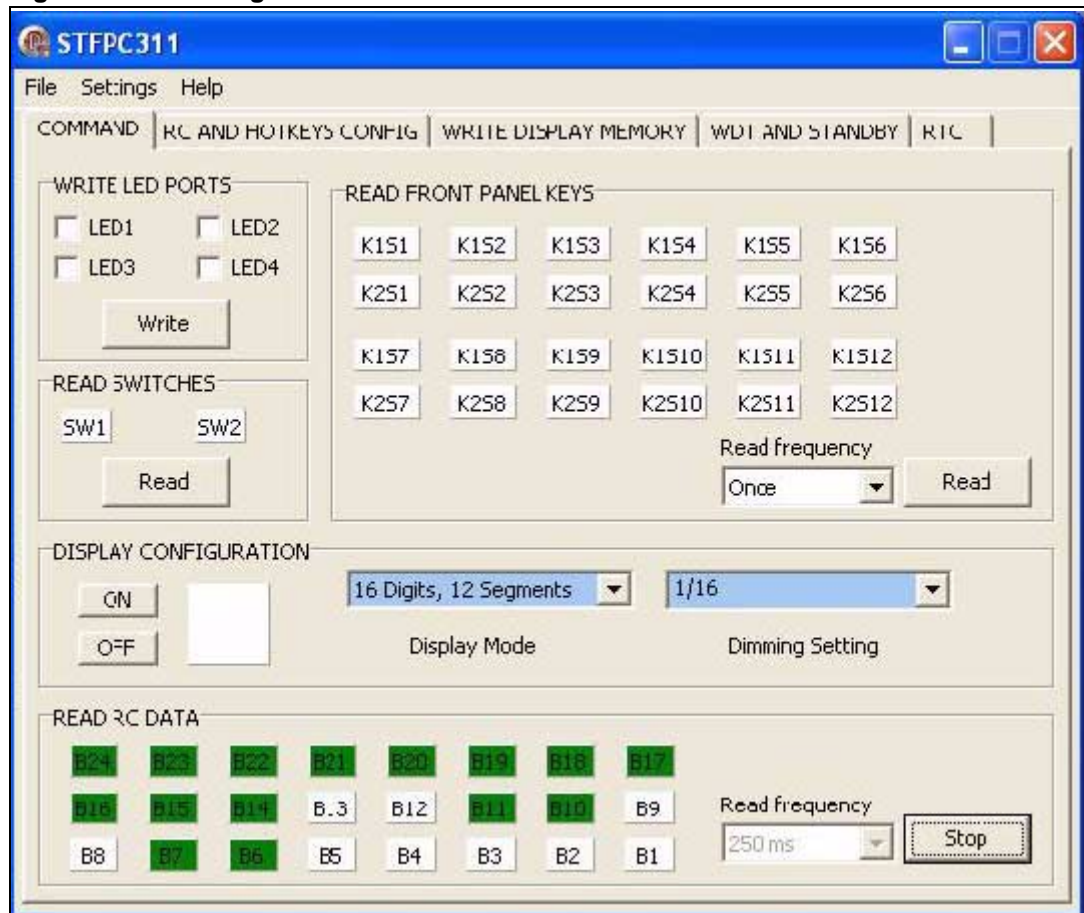 STFPC311
File Settings Help
COMMAND RC AND HOTKEYS CONFIG WRITE DISPLAY MEMORY WDT AND STANDBY RTC
WRITE LED PORTS
LED1 LED2
LED3 LED4
Write
READ SWITCHES
SW1 SW2
Read
READ FRONT PANEL KEYS
K1S1 K1S2 K1S3 K1S4 K1S5 K1S6
K2S1 K2S2 K2S3 K2S4 K2S5 K2S6
K1S7 K1S8 K1S9 K1S10 K1S11 K1S12
K2S7 K2S8 K2S9 K2S10 K2S11 K2S12
Read frequency
Once Read
DISPLAY CONFIGURATION
ON
OFF
16 Digits, 12 Segments 1/16
Display Mode Dimming Setting
READ RC DATA
B24 B23 B22 B21 B20 B19 B18 B17
B16 B15 B14 B13 B12 B11 B10 B9
B8 B7 B6 B5 B4 B3 B2 B1
Read frequency
250 ms Stop